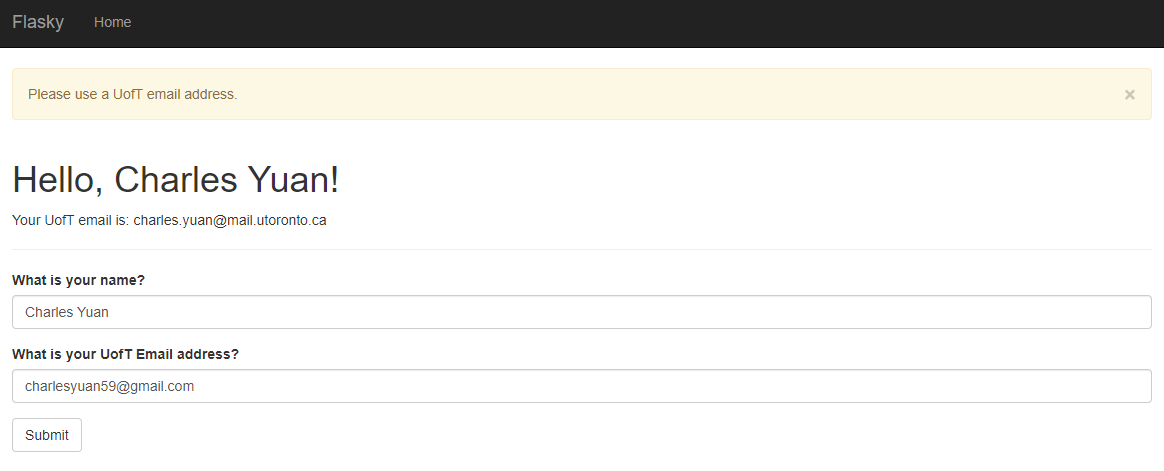 Flasky Home
Please use a UofT email address. ×
Hello, Charles Yuan!
Your UofT email is: charles.yuan@mail.utoronto.ca
What is your name?
Charles Yuan
What is your UofT Email address?
charlesyuan59@gmail.com
Submit